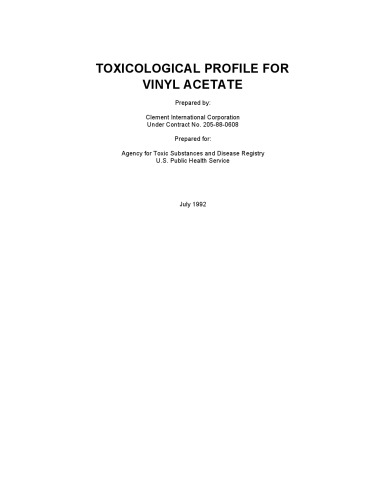 TOXICOLOGICAL PROFILE FOR
VINYL ACETATE
Prepared by:
Clement International Corporation
Under Contract No. 205-88-0608
Prepared for:
Agency for Toxic Substances and Disease Registry
U.S. Public Health Service
July 1992